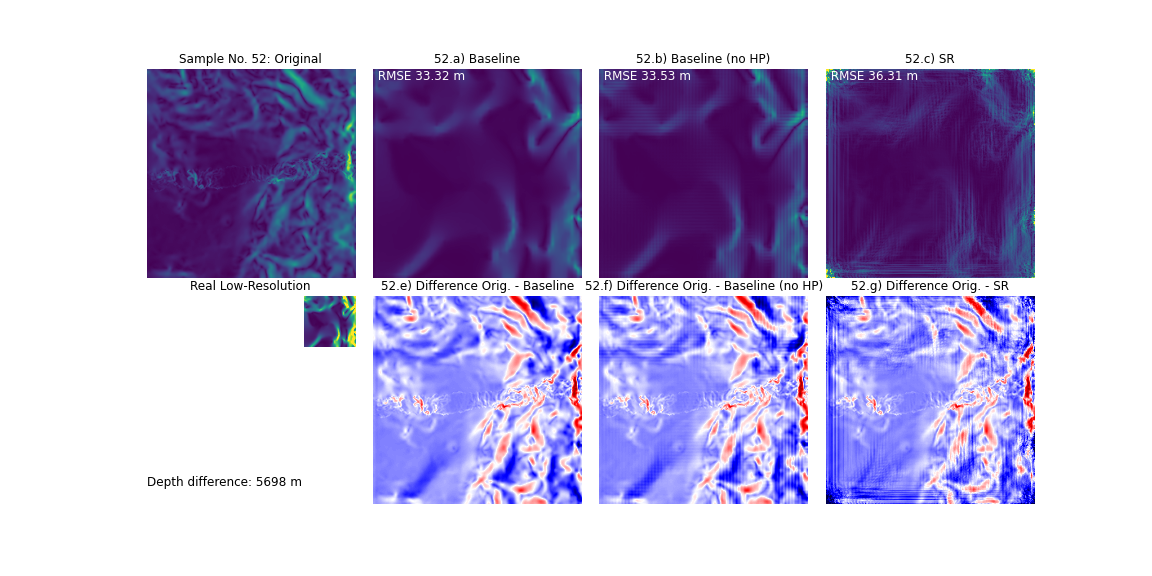 Sample No. 52: Original
52.a) Baseline
52.b) Baseline (no HP)
52.c) SR
RMSE 33.32 m
RMSE 33.53 m
RMSE 36.31 m
Real Low-Resolution
52.e) Difference Orig. - Baseline
52.f) Difference Orig. - Baseline (no HP)
52.g) Difference Orig. - SR
Depth difference: 5698 m